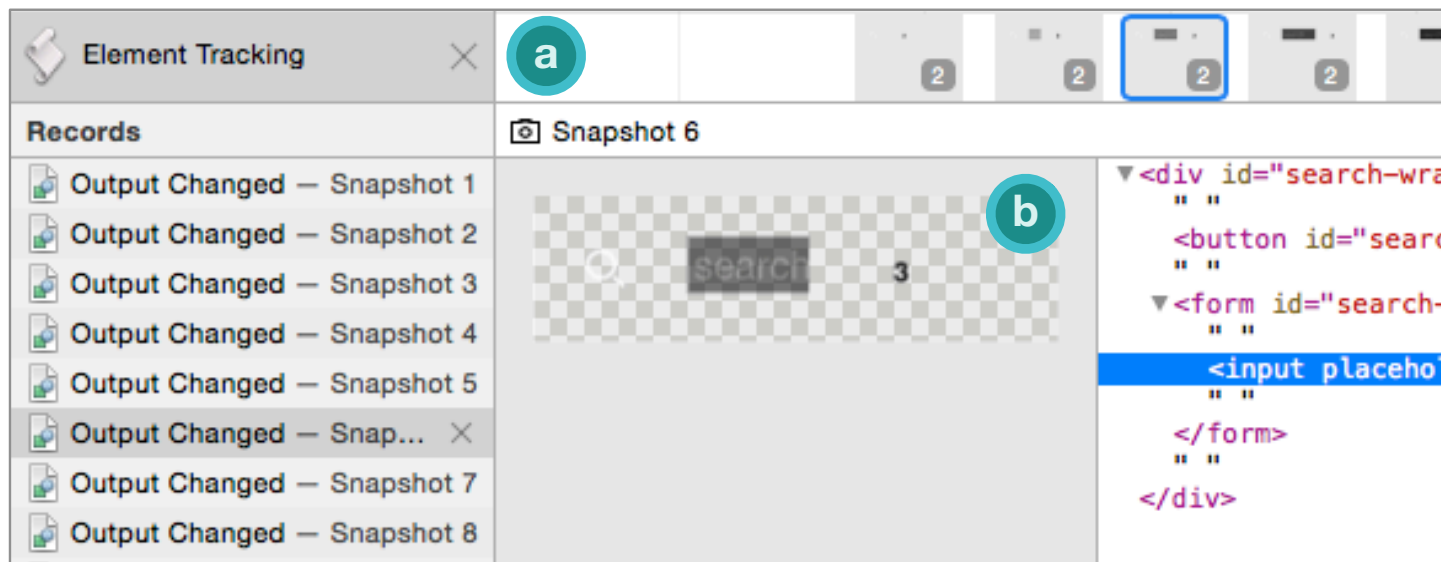 Element Tracking
a
2
2
2
2
Records
Snapshot 6
Output Changed — Snapshot 1
Output Changed — Snapshot 2
Output Changed — Snapshot 3
Output Changed — Snapshot 4
Output Changed — Snapshot 5
Output Changed — Snap...
Output Changed — Snapshot 7
Output Changed — Snapshot 8
search
3
b
<div id="search-wra
" "
<button id="searc
" "
<form id="search-
" "
<input placehol
" "
</form>
" "
</div>